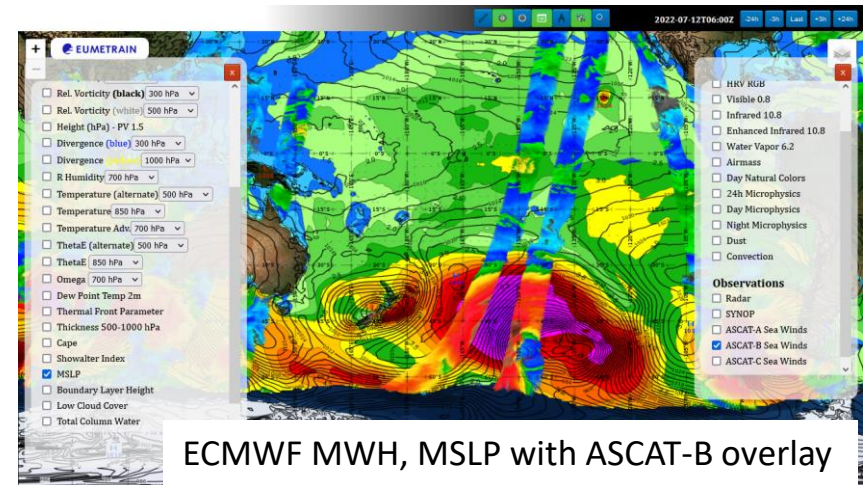 2022-07-12T06:00Z
-24h
-3h
Last
+3h
+24h
+
EUMETRAIN
−
x
Rel. Vorticity (black) 300 hPa
Rel. Vorticity (white) 500 hPa
Height (hPa) - PV 1.5
Divergence (blue) 300 hPa
Divergence 1000 hPa
R Humidity 700 hPa
Temperature (alternate) 500 hPa
Temperature 850 hPa
Temperature Adv. 700 hPa
ThetaE (alternate) 500 hPa
ThetaE 850 hPa
Omega 700 hPa
Dew Point Temp 2m
Thermal Front Parameter
Thickness 500-1000 hPa
Cape
Showalter Index
MSLP
Boundary Layer Height
Low Cloud Cover
Total Column Water
x
HRV RGB
Visible 0.8
Infrared 10.8
Enhanced Infrared 10.8
Water Vapor 6.2
Airmass
Day Natural Colors
24h Microphysics
Day Microphysics
Night Microphysics
Dust
Convection
Observations
Radar
SYNOP
ASCAT-A Sea Winds
ASCAT-B Sea Winds
ASCAT-C Sea Winds
ECMWF MWH, MSLP with ASCAT-B overlay